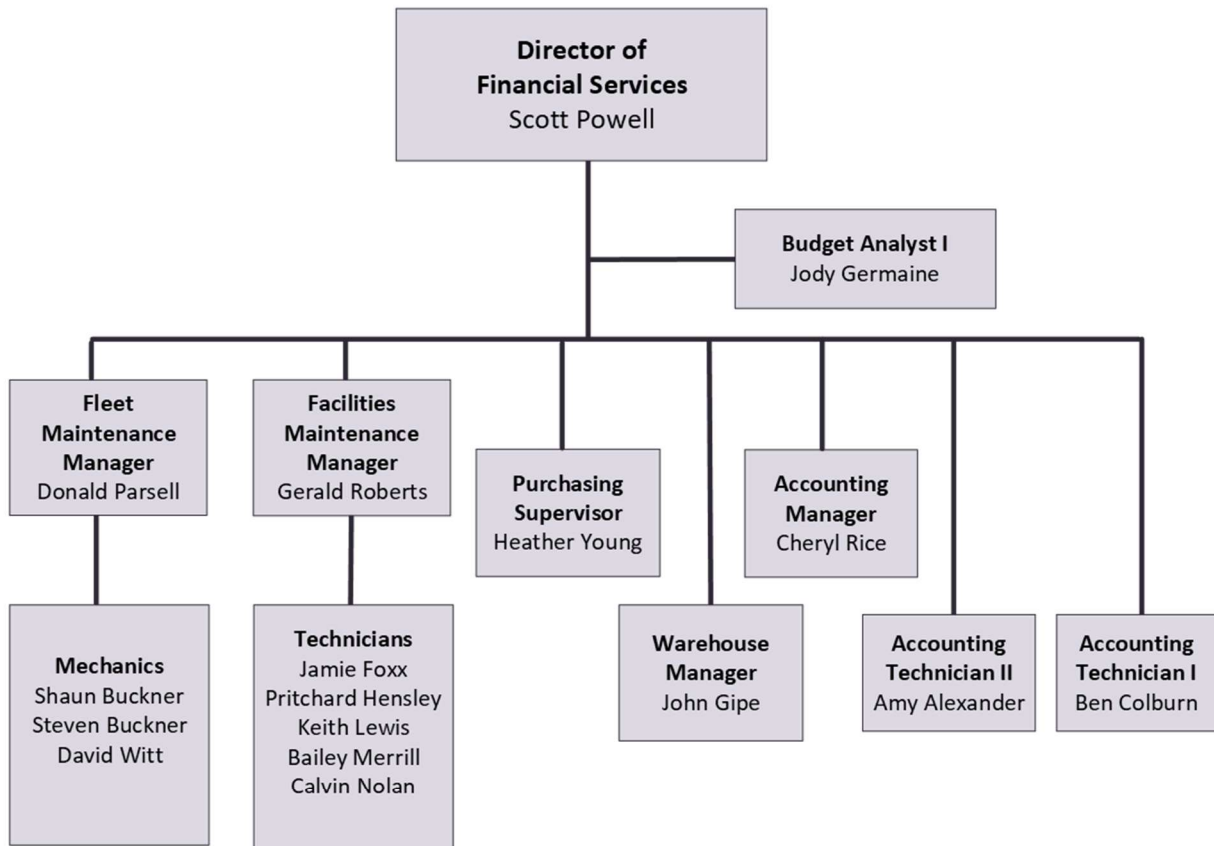 Director of
Financial Services
Scott Powell
Budget Analyst I
Jody Germaine
Fleet
Maintenance
Manager
Donald Parsell
Facilities
Maintenance
Manager
Gerald Roberts
Purchasing
Supervisor
Heather Young
Accounting
Manager
Cheryl Rice
Mechanics
Shaun Buckner
Steven Buckner
David Witt
Technicians
Jamie Foxx
Pritchard Hensley
Keith Lewis
Bailey Merrill
Calvin Nolan
Warehouse
Manager
John Gipe
Accounting
Technician II
Amy Alexander
Accounting
Technician I
Ben Colburn